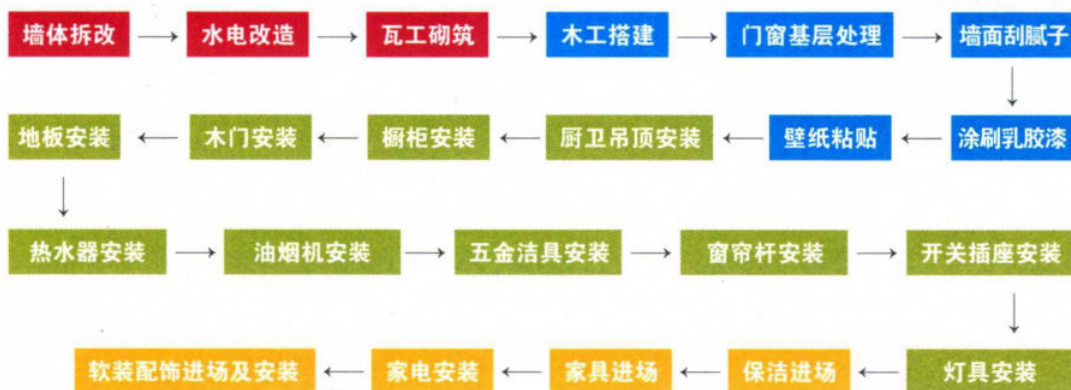 墙体拆改 水电改造 瓦工砌筑 木工搭建 门窗基层处理 墙面刮腻子
地板安装 木门安装 橱柜安装 厨卫吊顶安装 壁纸粘贴 涂刷乳胶漆
热水器安装 油烟机安装 五金洁具安装 窗帘杆安装 开关插座安装
软装配饰进场及安装 家电安装 家具进场 保洁进场 灯具安装